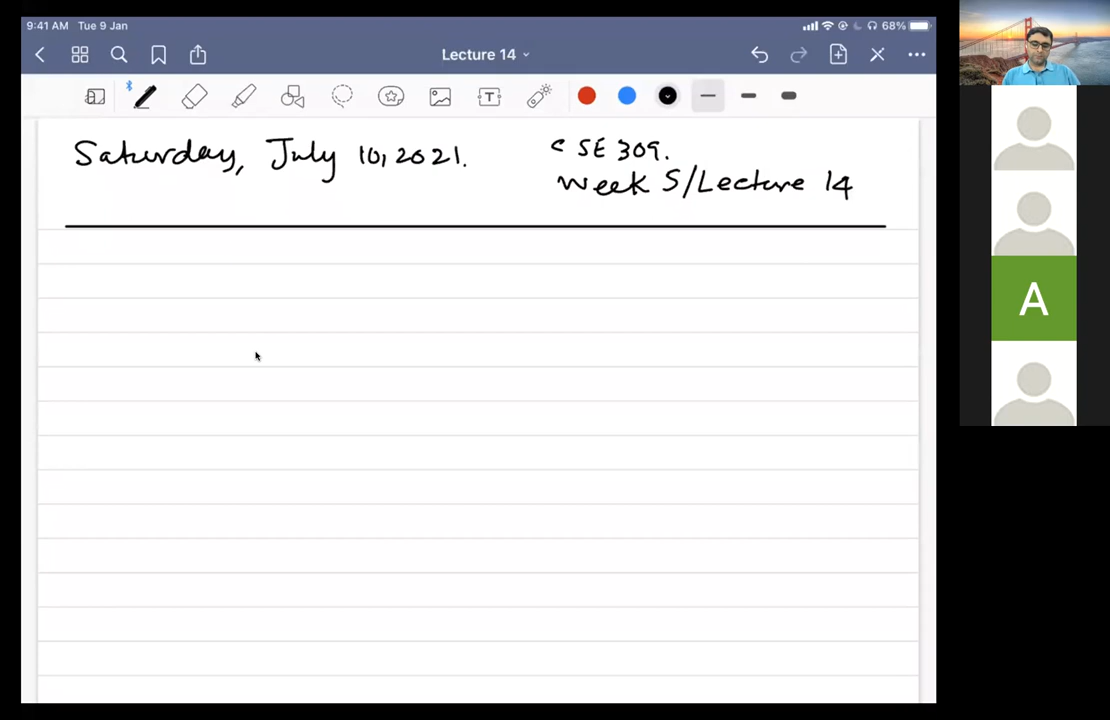 9:41 AM Tue 9 Jan
68%
Lecture 14
T
Saturday, July 10, 2021.
CSE 309.
Week 5/Lecture 14
A